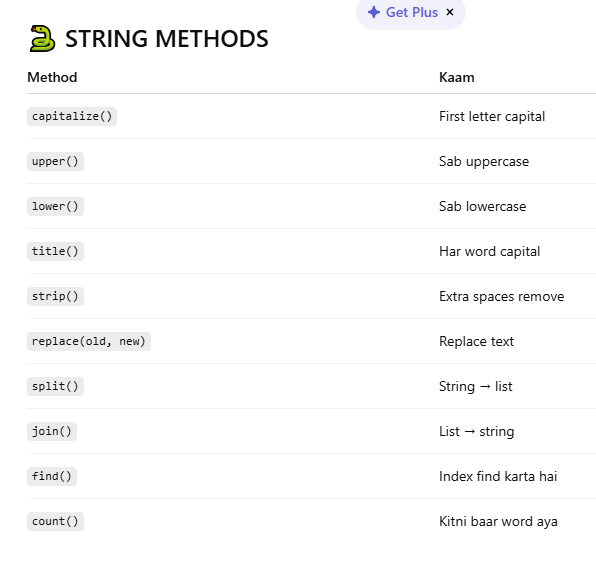 Get Plus ×
STRING METHODS
Method Kaam
capitalize() First letter capital
upper() Sab uppercase
lower() Sab lowercase
title() Har word capital
strip() Extra spaces remove
replace(old, new) Replace text
split() String → list
join() List → string
find() Index find karta hai
count() Kitni baar word aya